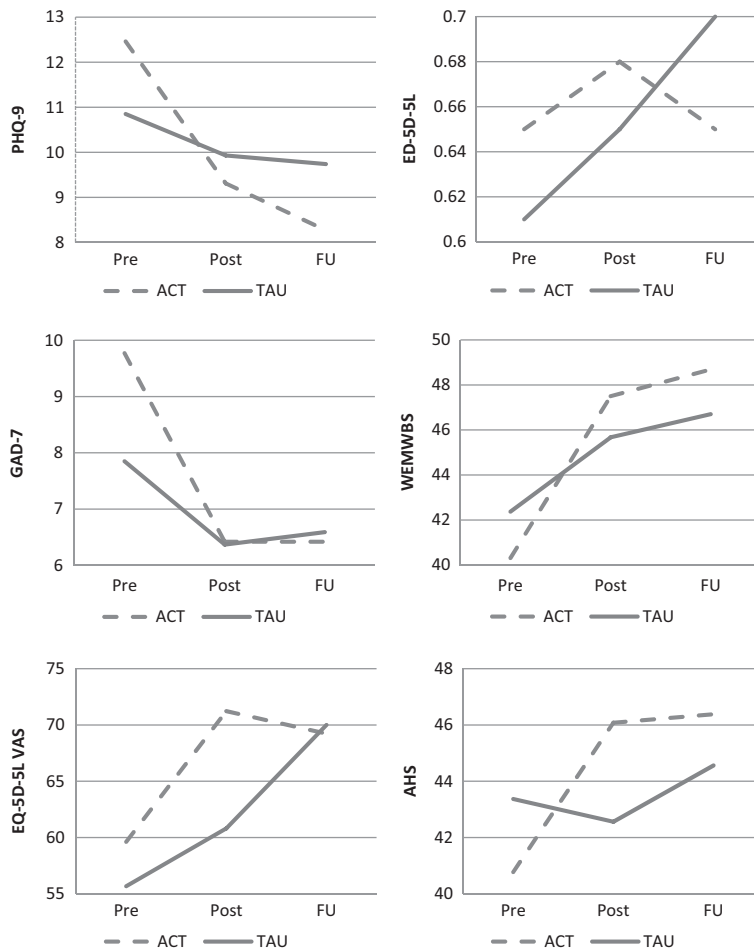 PHQ-9
13
12
11
10
9
8
Pre Post FU
ACT TAU
ED-5D-5L
0.7
0.68
0.66
0.64
0.62
0.6
Pre Post FU
ACT TAU
GAD-7
10
9
8
7
6
Pre Post FU
ACT TAU
WEMWBS
50
48
46
44
42
40
Pre Post FU
ACT TAU
EQ-5D-5L VAS
75
70
65
60
55
Pre Post FU
ACT TAU
AHS
48
46
44
42
40
Pre Post FU
ACT TAU